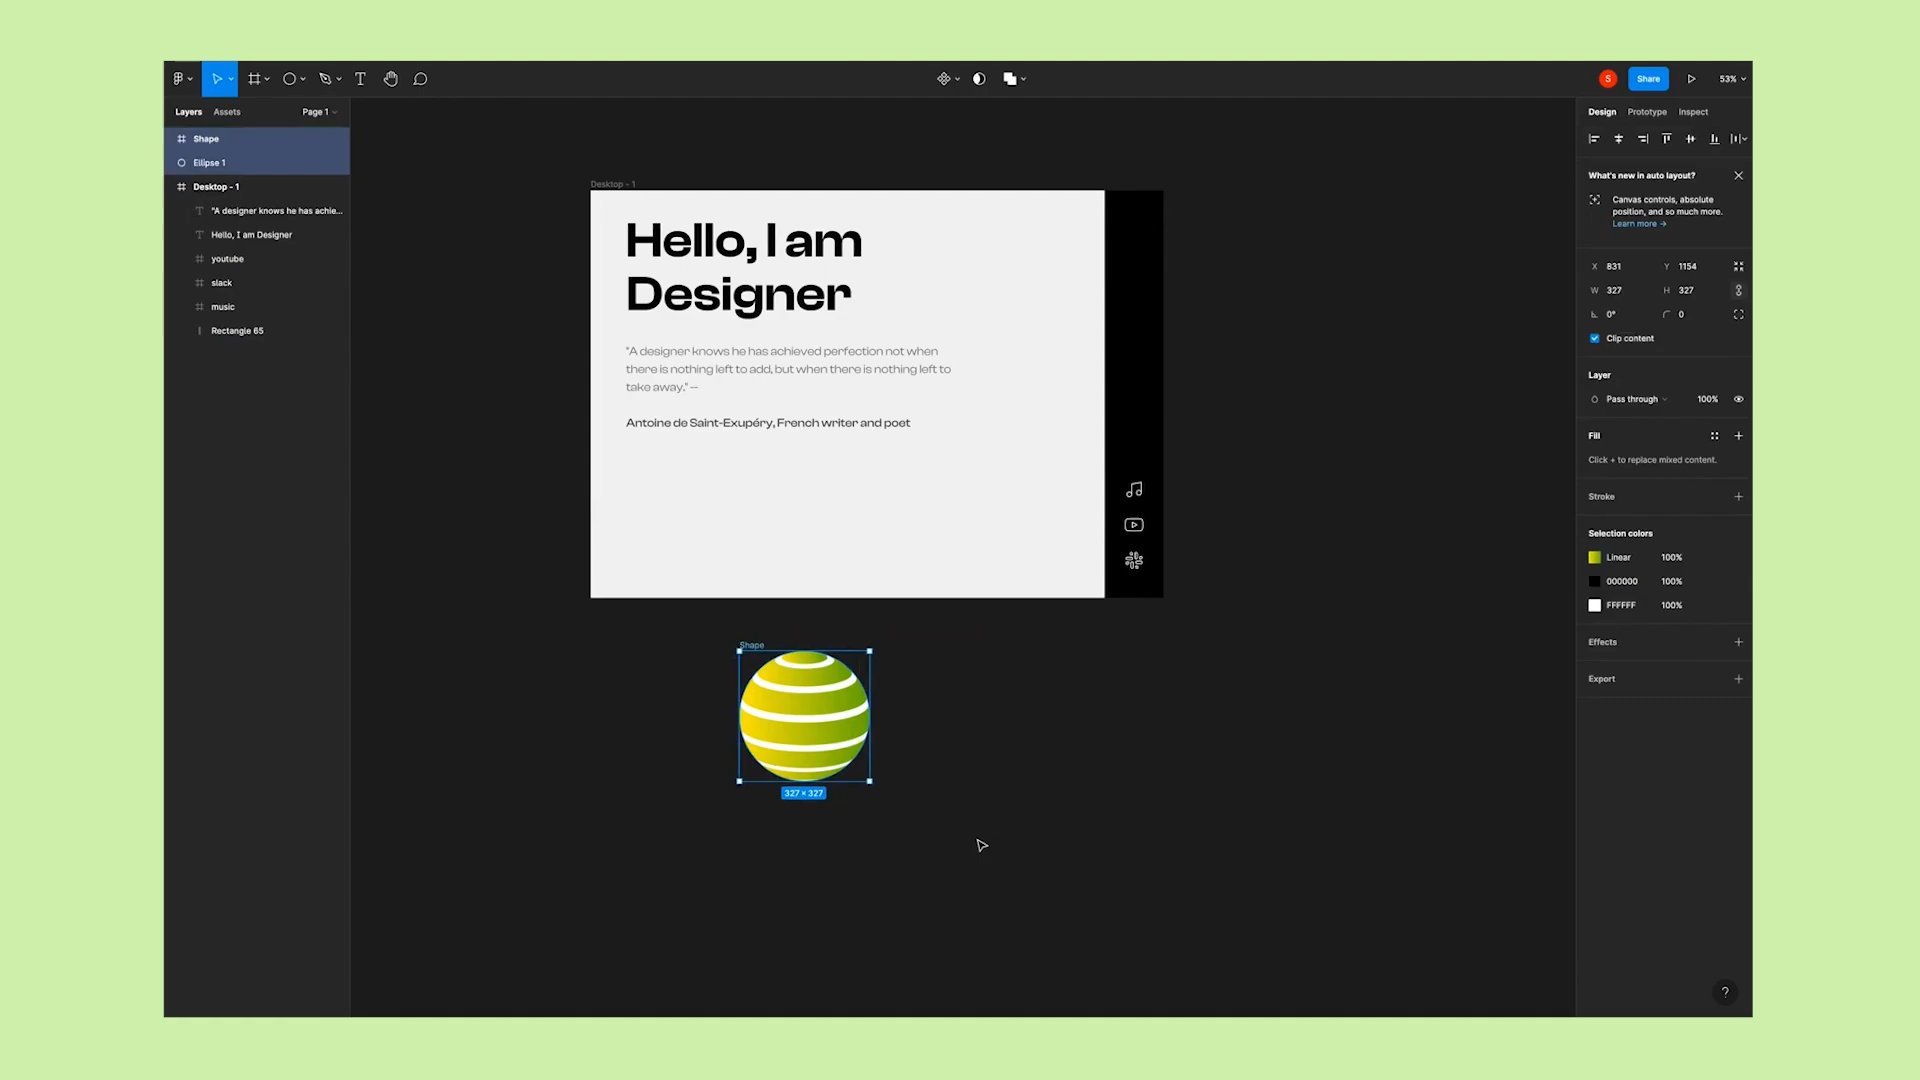 S
Share
53%
Layers
Assets
Page 1
Shape
Ellipse 1
Desktop - 1
"A designer knows he has achie...
Hello, I am Designer
youtube
slack
music
Rectangle 65
Desktop - 1
Hello, I am
Designer
"A designer knows he has achieved perfection not when
there is nothing left to add, but when there is nothing left to
take away." —
Antoine de Saint-Exupéry, French writer and poet
Shape
327 × 327
Design
Prototype
Inspect
What's new in auto layout?
Canvas controls, absolute
position, and so much more.
Learn more →
X 831 Y 1154
W 327 H 327
0° 0
Clip content
Layer
Pass through 100%
Fill
Click + to replace mixed content.
Stroke
Selection colors
Linear 100%
000000 100%
FFFFFF 100%
Effects
Export
?